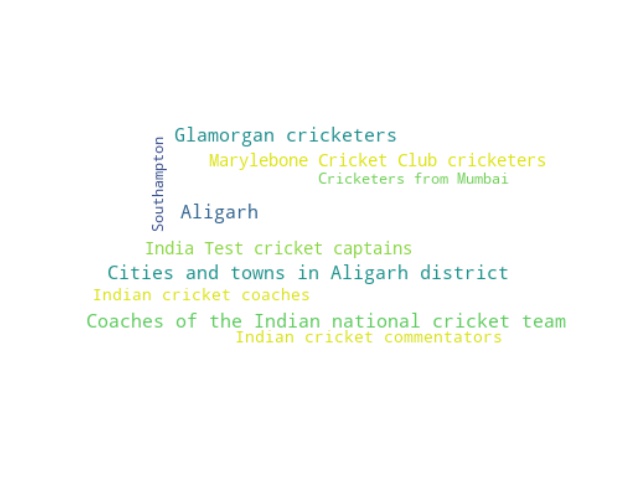 Glamorgan cricketers
Marylebone Cricket Club cricketers
Cricketers from Mumbai
Southampton
Aligarh
India Test cricket captains
Cities and towns in Aligarh district
Indian cricket coaches
Coaches of the Indian national cricket team
Indian cricket commentators